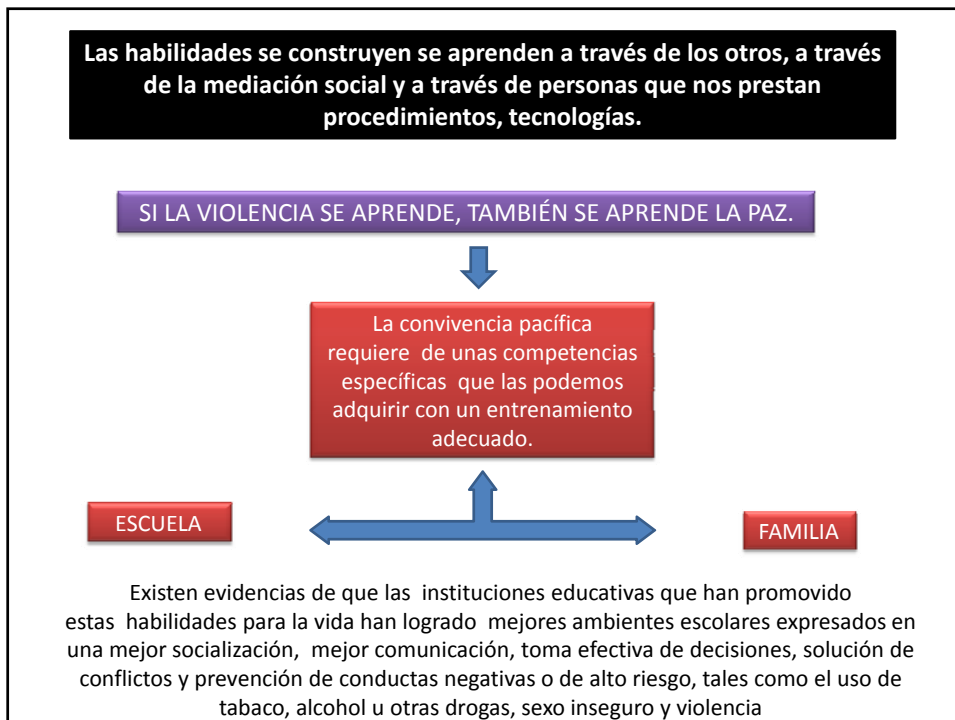 Las habilidades se construyen se aprenden a través de los otros, a través
de la mediación social y a través de personas que nos prestan
procedimientos, tecnologías.
SI LA VIOLENCIA SE APRENDE, TAMBIÉN SE APRENDE LA PAZ.
La convivencia pacífica
requiere de unas competencias
específicas que las podemos
adquirir con un entrenamiento
adecuado.
ESCUELA
FAMILIA
Existen evidencias de que las instituciones educativas que han promovido
estas habilidades para la vida han logrado mejores ambientes escolares expresados en
una mejor socialización, mejor comunicación, toma efectiva de decisiones, solución de
conflictos y prevención de conductas negativas o de alto riesgo, tales como el uso de
tabaco, alcohol u otras drogas, sexo inseguro y violencia